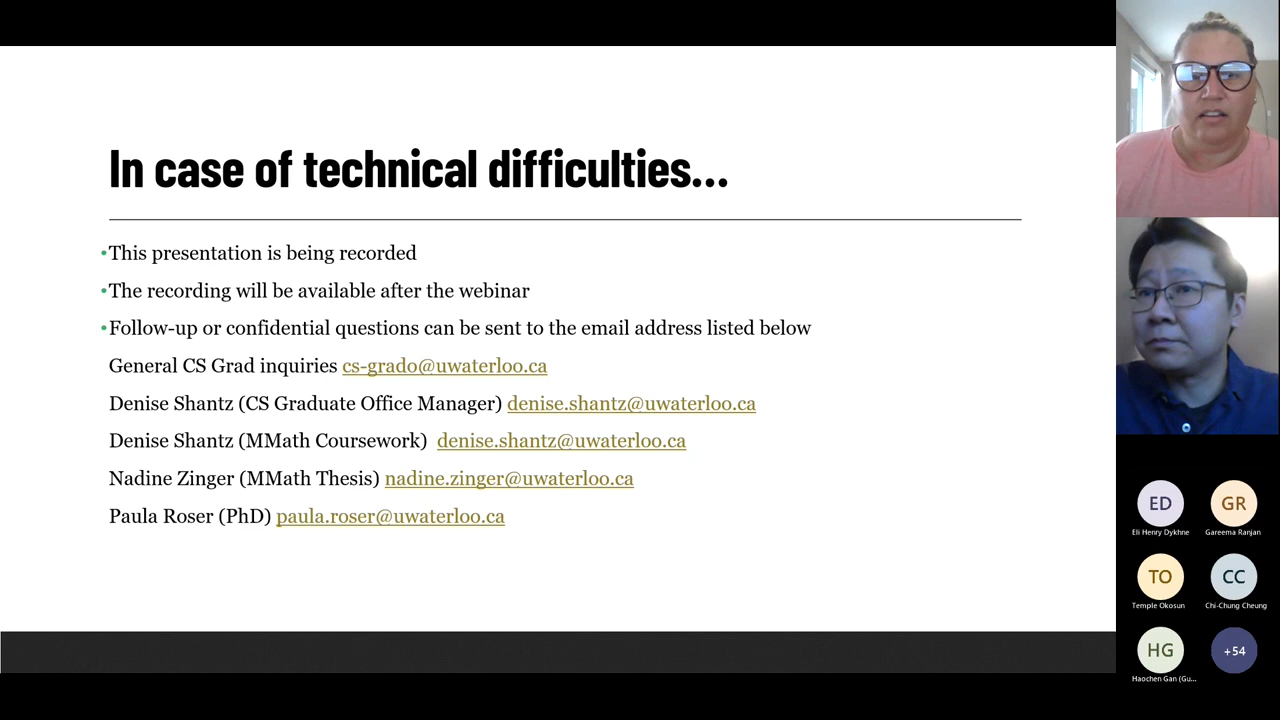 In case of technical difficulties...
•This presentation is being recorded
•The recording will be available after the webinar
•Follow-up or confidential questions can be sent to the email address listed below
General CS Grad inquiries cs-grado@uwaterloo.ca
Denise Shantz (CS Graduate Office Manager) denise.shantz@uwaterloo.ca
Denise Shantz (MMath Coursework) denise.shantz@uwaterloo.ca
Nadine Zinger (MMath Thesis) nadine.zinger@uwaterloo.ca
Paula Roser (PhD) paula.roser@uwaterloo.ca
ED
GR
Eli Henry Dykhne
Gareema Ranjan
TO
CC
Temple Okosun
Chi-Chung Cheung
HG
+54
Haochen Gan (Gu...